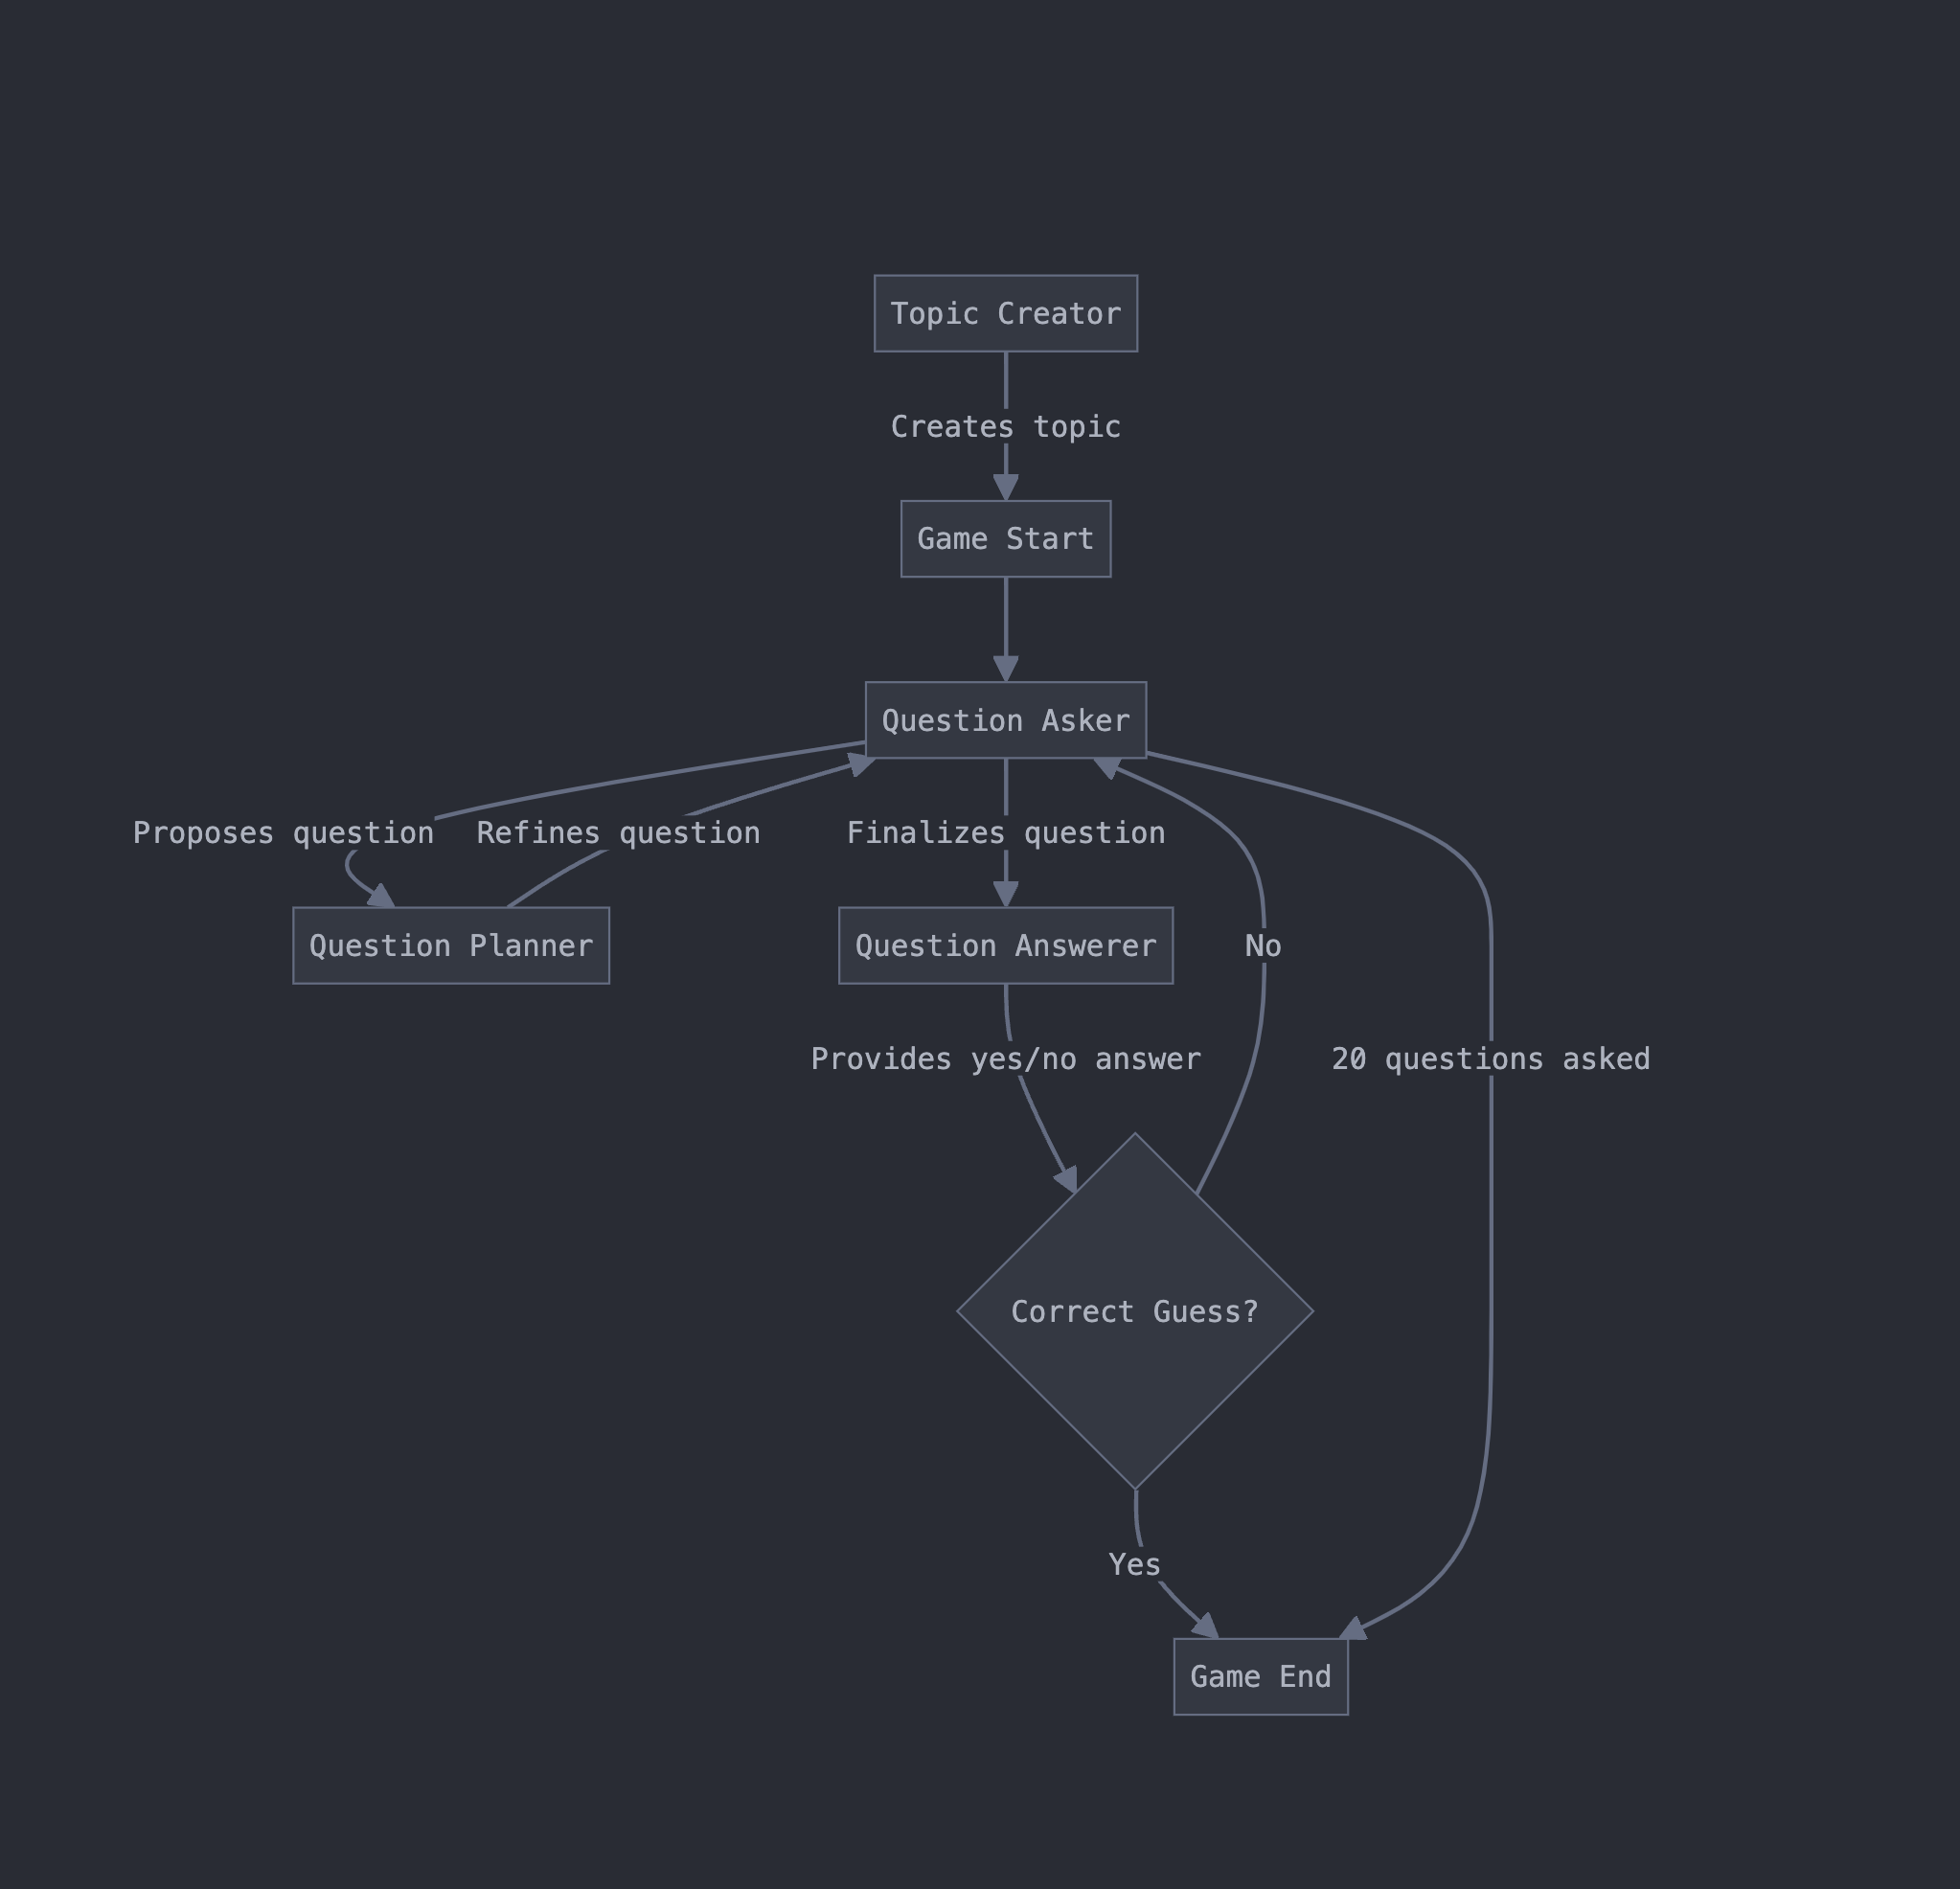 Topic Creator
Creates topic
Game Start
Question Asker
Proposes question
Refines question
Finalizes question
Question Planner
Question Answerer
No
Provides yes/no answer
20 questions asked
Correct Guess?
Yes
Game End